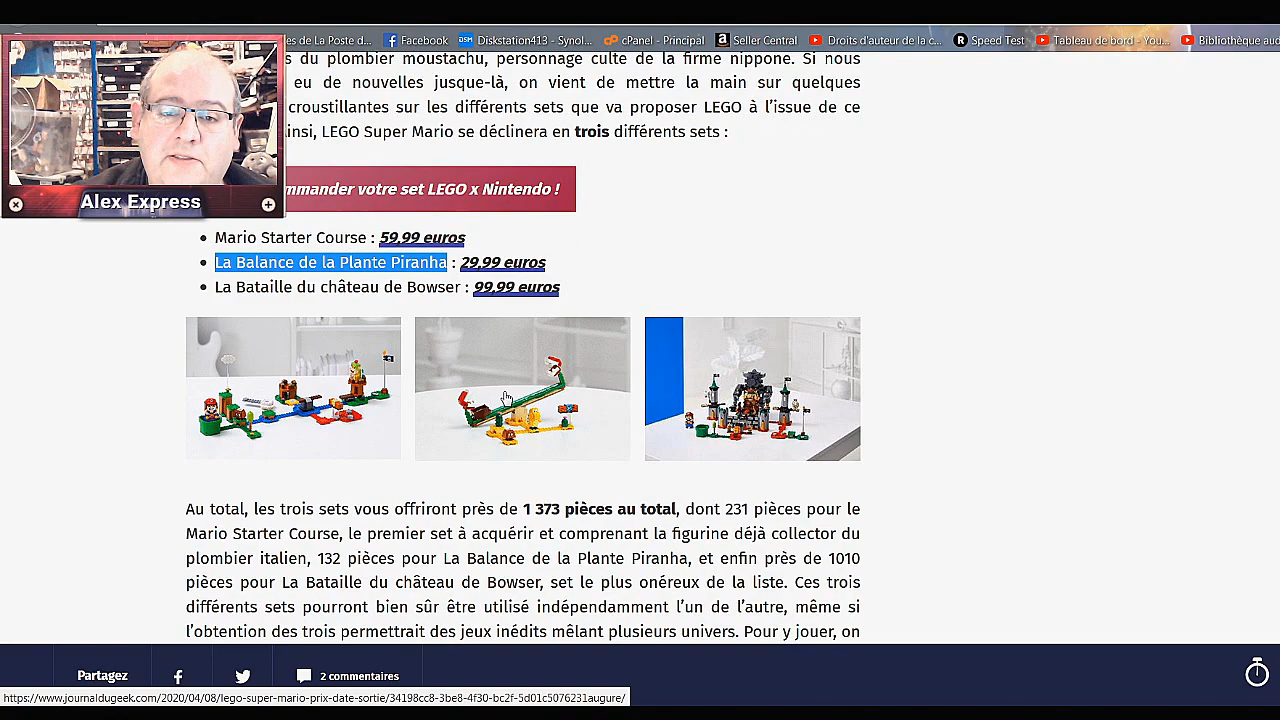 es de La Poste d... Facebook Diskstation413 - Synol... cPanel - Principal Seller Central Droits d'auteur de la c... Speed Test Tableau de bord - You... Bibliothèque aud
s du plombier moustachu, personnage culte de la firme nippone. Si nous
eu de nouvelles jusque-là, on vient de mettre la main sur quelques
croustillantes sur les différents sets que va proposer LEGO à l'issue de ce
insi, LEGO Super Mario se déclinera en trois différents sets :
Alex Express
mmander votre set LEGO x Nintendo !
Mario Starter Course : 59,99 euros
La Balance de la Plante Piranha : 29,99 euros
La Bataille du château de Bowser : 99,99 euros
Au total, les trois sets vous offriront près de 1 373 pièces au total, dont 231 pièces pour le
Mario Starter Course, le premier set à acquérir et comprenant la figurine déjà collector du
plombier italien, 132 pièces pour La Balance de la Plante Piranha, et enfin près de 1010
pièces pour La Bataille du château de Bowser, set le plus onéreux de la liste. Ces trois
différents sets pourront bien sûr être utilisé indépendamment l'un de l'autre, même si
l'obtention des trois permettrait des jeux inédits mêlant plusieurs univers. Pour y jouer, on
Partagez 2 commentaires
https://www.journaldugeek.com/2020/04/08/lego-super-mario-prix-date-sortie/34198cc8-3be8-4f30-bc2f-5d01c5076231augure/